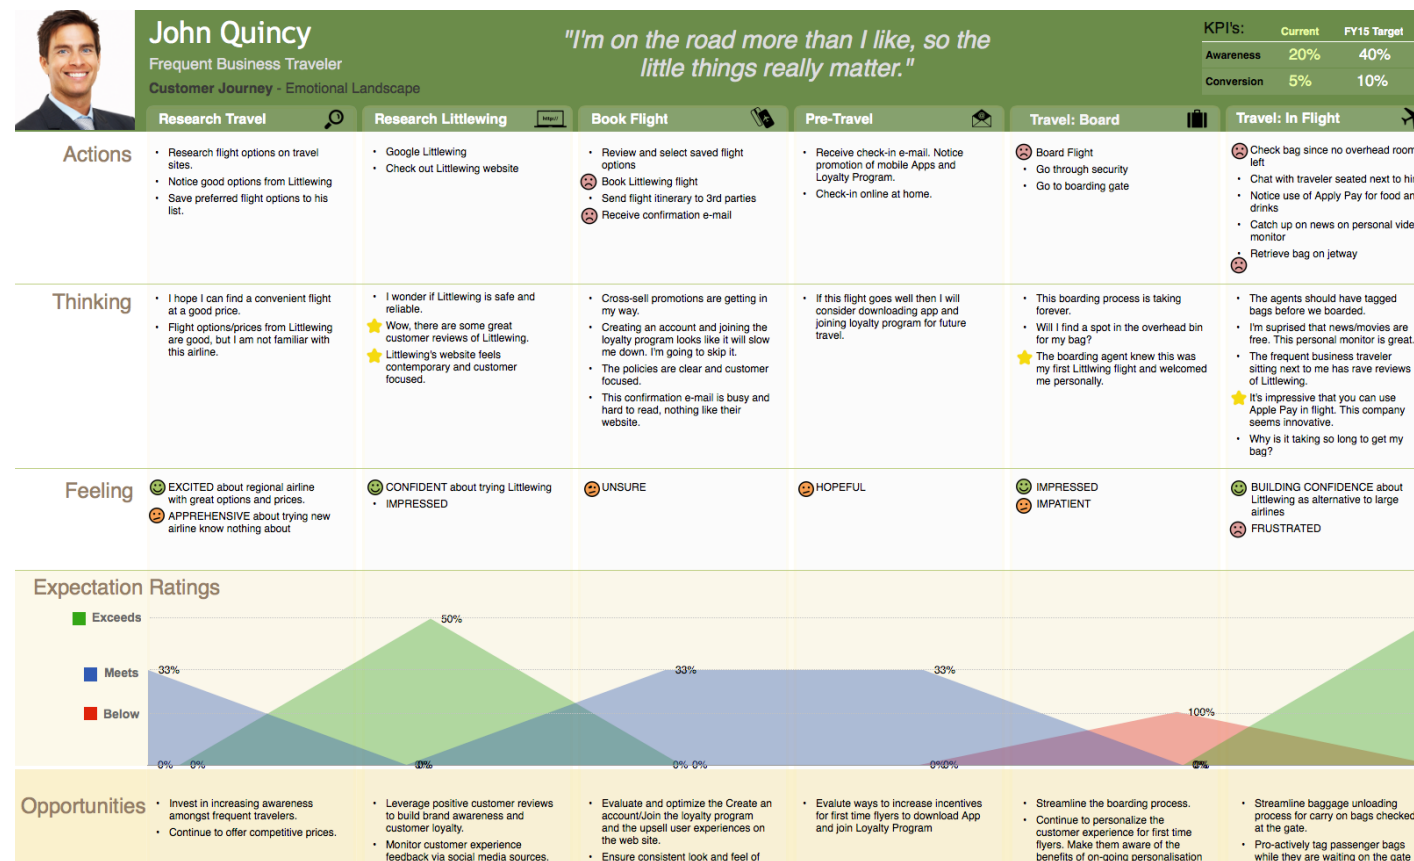 John Quincy
Frequent Business Traveler
Customer Journey - Emotional Landscape
"I'm on the road more than I like, so the
little things really matter."
KPI's: Current FY15 Target
Awareness 20% 40%
Conversion 5% 10%
Research Travel
Research Littlewing
http://
Book Flight
Pre-Travel
Travel: Board
Travel: In Flight
Actions
• Research flight options on travel
sites.
• Notice good options from Littlewing
• Save preferred flight options to his
list.
• Google Littlewing
• Check out Littlewing website
• Review and select saved flight
options
Book Littlewing flight
• Send flight itinerary to 3rd parties
Receive confirmation e-mail
• Receive check-in e-mail. Notice
promotion of mobile Apps and
Loyalty Program.
• Check-in online at home.
Board Flight
• Go through security
• Go to boarding gate
Check bag since no overhead room
left
• Chat with traveler seated next to
• Notice use of Apply Pay for food
drinks
• Catch up on news on personal
monitor
• Retrieve bag on jetway
Thinking
• I hope I can find a convenient flight
at a good price.
• Flight options/prices from Littlewing
are good, but I am not familiar with
this airline.
• I wonder if Littlewing is safe and
reliable.
Wow, there are some great
customer reviews of Littlewing.
Littlewing's website feels
contemporary and customer
focused.
• Cross-sell promotions are getting in
my way.
• Creating an account and joining the
loyalty program looks like it will slow
me down. I'm going to skip it.
• The policies are clear and customer
focused.
• This confirmation e-mail is busy and
hard to read, nothing like their
website.
• If this flight goes well then I will
consider downloading app and
joining loyalty program for future
travel.
• This boarding process is taking
forever.
• Will I find a spot in the overhead bin
for my bag?
The boarding agent knew this was
my first Littlwing flight and welcomed
me personally.
• The agents should have tagged
bags before we boarded.
• I'm suprised that news/movies are
free. This personal monitor is great.
• The frequent business traveler
sitting next to me has rave reviews
of Littlewing.
It's impressive that you can use
Apple Pay in flight. This company
seems innovative.
• Why is it taking so long to get my
bag?
Feeling
EXCITED about regional airline
with great options and prices.
APPREHENSIVE about trying new
airline know nothing about
CONFIDENT about trying Littlewing
• IMPRESSED
UNSURE
HOPEFUL
IMPRESSED
IMPATIENT
BUILDING CONFIDENCE about
Littlewing as alternative to large
airlines
FRUSTRATED
Expectation Ratings
Exceeds
Meets
Below
50%
33%
33%
33%
100%
0% 0%
0%
0% 0%
0% 0%
0%
Opportunities
• Invest in increasing awareness
amongst frequent travelers.
• Continue to offer competitive prices.
• Leverage positive customer reviews
to build brand awareness and
customer loyalty.
• Monitor customer experience
feedback via social media sources.
• Evaluate and optimize the Create an
account/Join the loyalty program
and the upsell user experiences on
the web site.
• Ensure consistent look and feel of
• Evalute ways to increase incentives
for first time flyers to download App
and join Loyalty Program
• Streamline the boarding process.
• Continue to personalize the
customer experience for first time
flyers. Make them aware of the
benefits of on-going personalisation
• Streamline baggage unloading
process for carry on bags checked
at the gate.
• Pro-actively tag passenger bags
while they are waiting on the gate